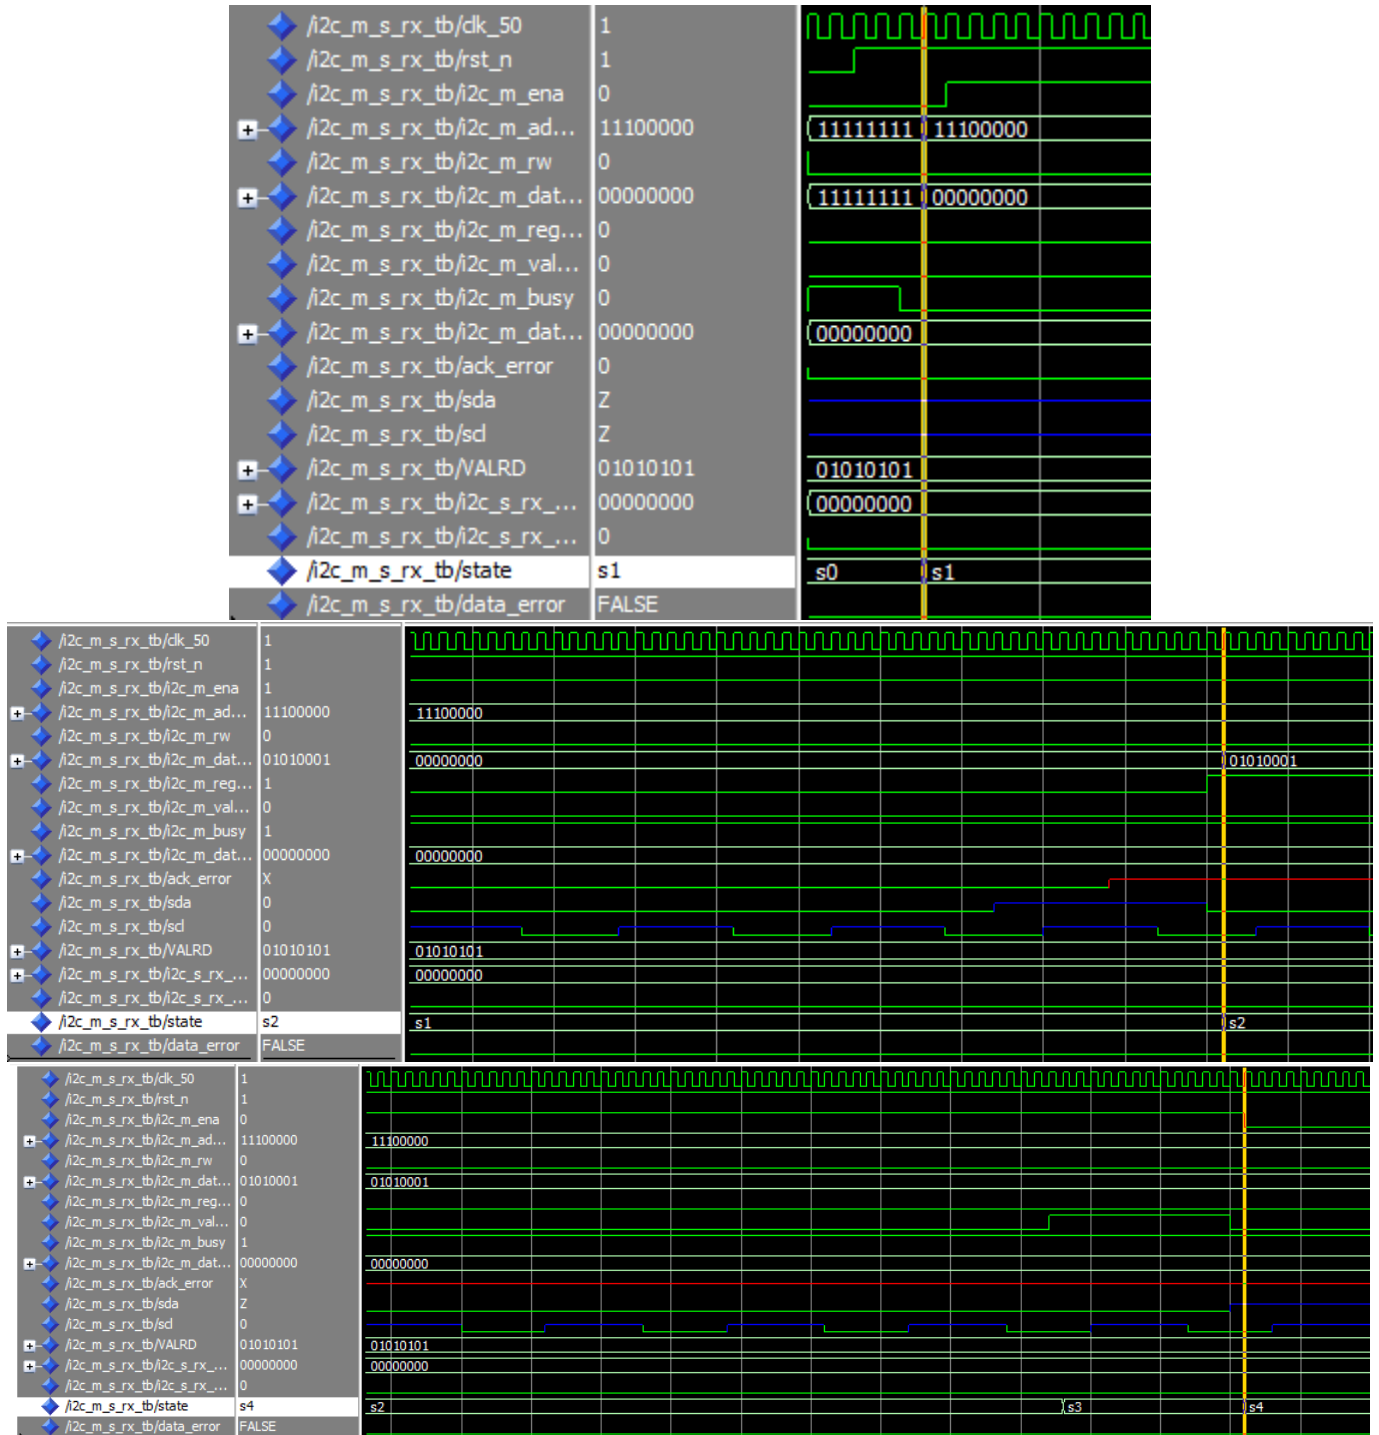 /i2c_m_s_rx_tb/clk_50 1
/i2c_m_s_rx_tb/rst_n 1
/i2c_m_s_rx_tb/i2c_m_ena 0
/i2c_m_s_rx_tb/i2c_m_ad... 11100000 11111111 11100000
/i2c_m_s_rx_tb/i2c_m_rw 0
/i2c_m_s_rx_tb/i2c_m_dat... 00000000 11111111 00000000
/i2c_m_s_rx_tb/i2c_m_reg... 0
/i2c_m_s_rx_tb/i2c_m_val... 0
/i2c_m_s_rx_tb/i2c_m_busy 0
/i2c_m_s_rx_tb/i2c_m_dat... 00000000 00000000
/i2c_m_s_rx_tb/ack_error 0
/i2c_m_s_rx_tb/sda Z
/i2c_m_s_rx_tb/scl Z
/i2c_m_s_rx_tb/VALRD 01010101 01010101
/i2c_m_s_rx_tb/i2c_s_rx_... 00000000 00000000
/i2c_m_s_rx_tb/i2c_s_rx_... 0
/i2c_m_s_rx_tb/state s1 s0 s1
/i2c_m_s_rx_tb/data_error FALSE
/i2c_m_s_rx_tb/clk_50 1
/i2c_m_s_rx_tb/rst_n 1
/i2c_m_s_rx_tb/i2c_m_ena 1
/i2c_m_s_rx_tb/i2c_m_ad... 11100000 11100000
/i2c_m_s_rx_tb/i2c_m_rw 0
/i2c_m_s_rx_tb/i2c_m_dat... 01010001 00000000 01010001
/i2c_m_s_rx_tb/i2c_m_reg... 1
/i2c_m_s_rx_tb/i2c_m_val... 0
/i2c_m_s_rx_tb/i2c_m_busy 1
/i2c_m_s_rx_tb/i2c_m_dat... 00000000 00000000
/i2c_m_s_rx_tb/ack_error X
/i2c_m_s_rx_tb/sda 0
/i2c_m_s_rx_tb/scl 0
/i2c_m_s_rx_tb/VALRD 01010101 01010101
/i2c_m_s_rx_tb/i2c_s_rx_... 00000000 00000000
/i2c_m_s_rx_tb/i2c_s_rx_... 0
/i2c_m_s_rx_tb/state s2 s1 s2
/i2c_m_s_rx_tb/data_error FALSE
/i2c_m_s_rx_tb/clk_50 1
/i2c_m_s_rx_tb/rst_n 1
/i2c_m_s_rx_tb/i2c_m_ena 0
/i2c_m_s_rx_tb/i2c_m_ad... 11100000 11100000
/i2c_m_s_rx_tb/i2c_m_rw 0
/i2c_m_s_rx_tb/i2c_m_dat... 01010001 01010001
/i2c_m_s_rx_tb/i2c_m_reg... 0
/i2c_m_s_rx_tb/i2c_m_val... 0
/i2c_m_s_rx_tb/i2c_m_busy 1
/i2c_m_s_rx_tb/i2c_m_dat... 00000000 00000000
/i2c_m_s_rx_tb/ack_error X
/i2c_m_s_rx_tb/sda Z
/i2c_m_s_rx_tb/scl 0
/i2c_m_s_rx_tb/VALRD 01010101 01010101
/i2c_m_s_rx_tb/i2c_s_rx_... 00000000 00000000
/i2c_m_s_rx_tb/i2c_s_rx_... 0
/i2c_m_s_rx_tb/state s4 s2 s3 s4
/i2c_m_s_rx_tb/data_error FALSE